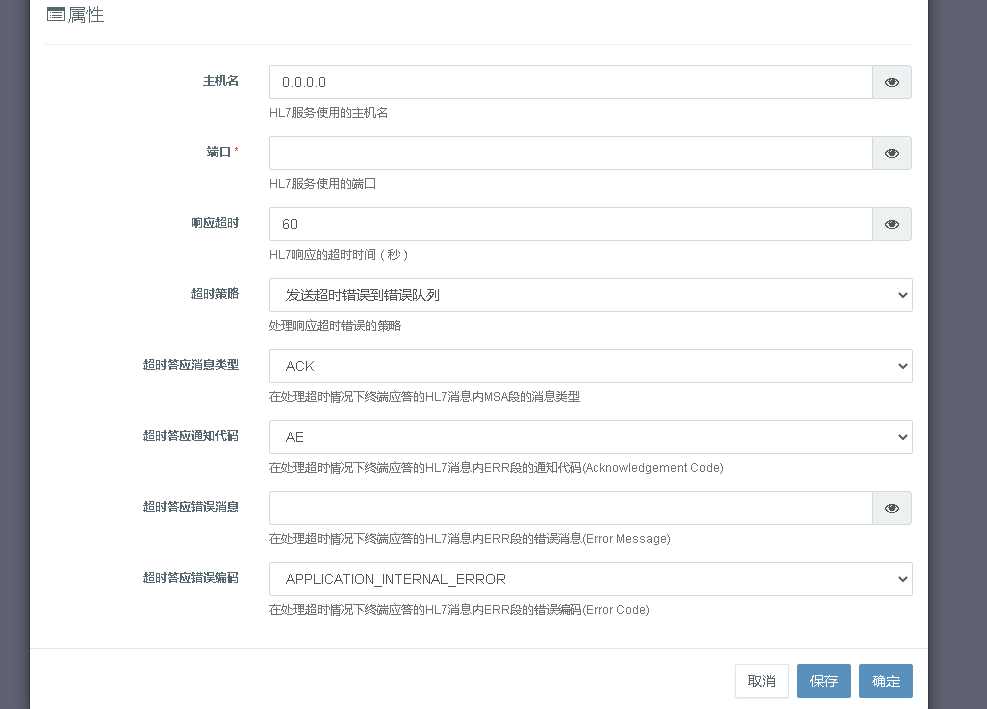 属性
主机名
0.0.0.0
HL7服务使用的主机名
端口 *
HL7服务使用的端口
响应超时
60
HL7响应的超时时间（秒）
超时策略
发送超时错误到错误队列
处理响应超时错误的策略
超时答应消息类型
ACK
在处理超时情况下终端应答的HL7消息内MSA段的消息类型
超时答应通知代码
AE
在处理超时情况下终端应答的HL7消息内ERR段的通知代码(Acknowledgement Code)
超时答应错误消息
在处理超时情况下终端应答的HL7消息内ERR段的错误消息(Error Message)
超时答应错误编码
APPLICATION_INTERNAL_ERROR
在处理超时情况下终端应答的HL7消息内ERR段的错误编码(Error Code)
取消 保存 确定